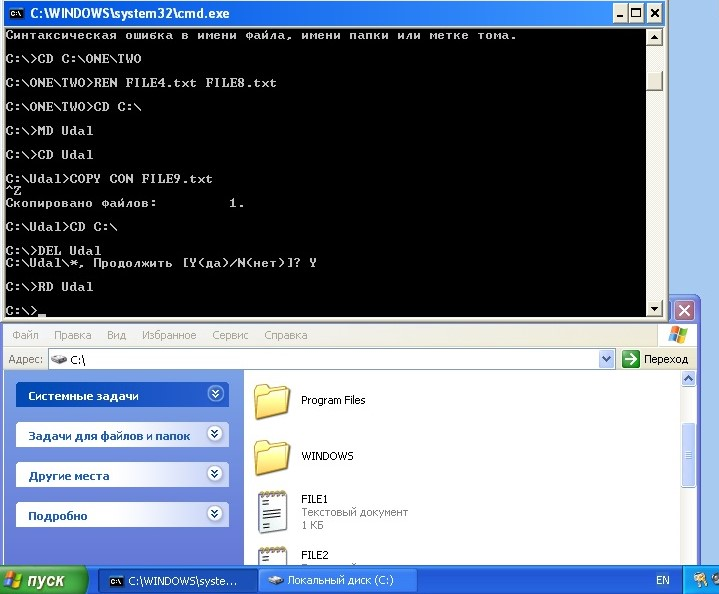 C:\WINDOWS\system32\cmd.exe
Синтаксическая ошибка в имени файла, имени папки или метке тома.
C:\>CD C:\ONE\TWO
C:\ONE\TWO>REN FILE4.txt FILE8.txt
C:\ONE\TWO>CD C:\
C:\>MD Udal
C:\>CD Udal
C:\Udal>COPY CON FILE9.txt
^Z
Скопировано файлов:         1.
C:\Udal>CD C:\
C:\>DEL Udal
C:\Udal\*, Продолжить [Y(да)/N(нет)]? Y
C:\>RD Udal
C:\>_
Файл Правка Вид Избранное Сервис Справка
Адрес: C:\ Переход
Системные задачи
Задачи для файлов и папок
Другие места
Подробно
Program Files
WINDOWS
FILE1
Текстовый документ
1 КБ
FILE2
пуск C:\WINDOWS\syste... Локальный диск (C:) EN